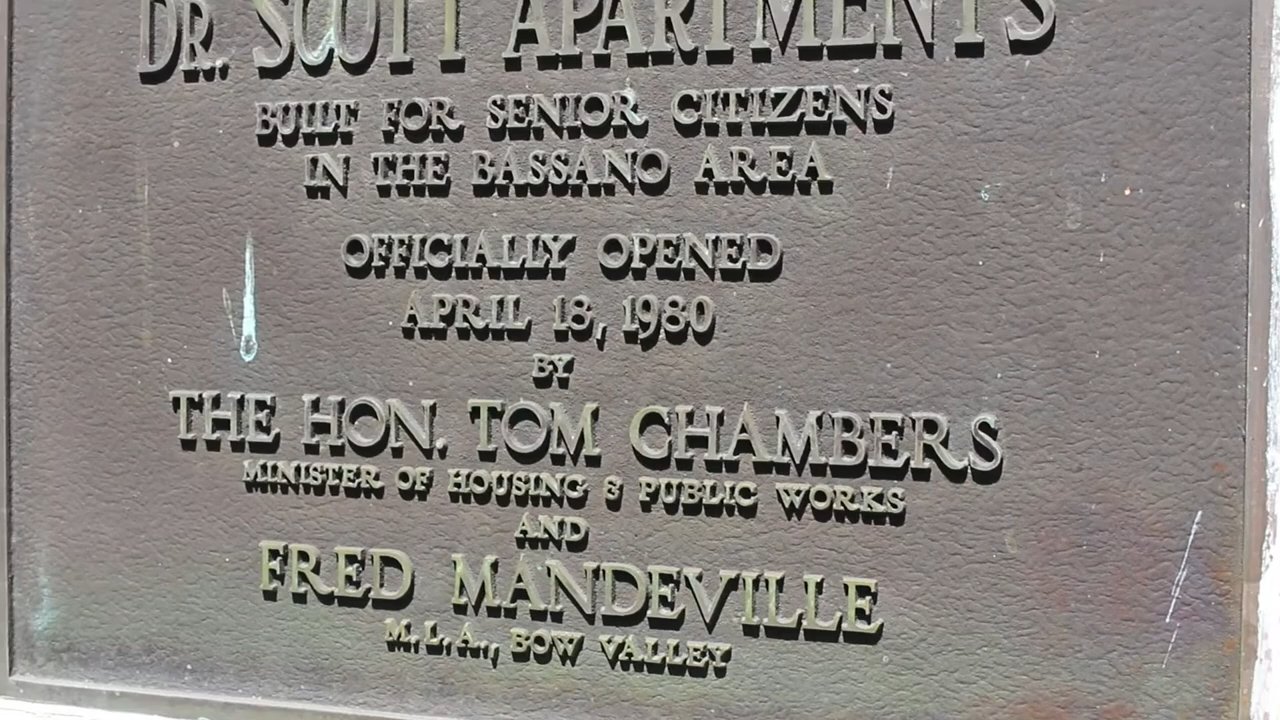 DR. SCOTT APARTMENTS
BUILT FOR SENIOR CITIZENS
IN THE BASSANO AREA
OFFICIALLY OPENED
APRIL 18, 1980
BY
THE HON. TOM CHAMBERS
MINISTER OF HOUSING & PUBLIC WORKS
AND
FRED MANDEVILLE
M.L.A., BOW VALLEY